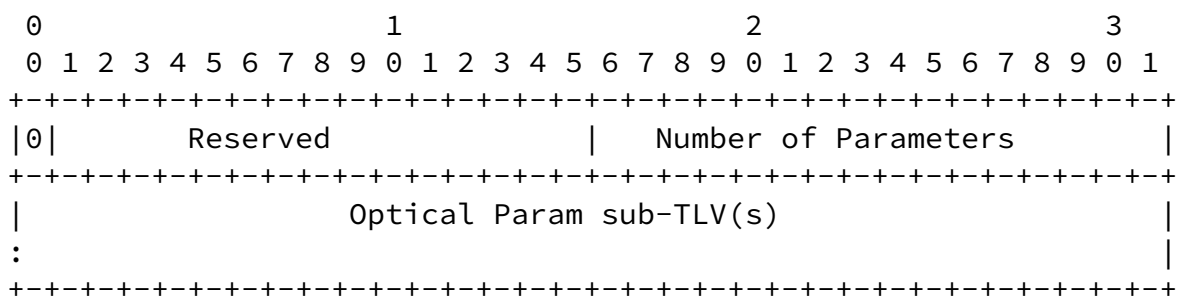 0                   1                   2                   3
 0 1 2 3 4 5 6 7 8 9 0 1 2 3 4 5 6 7 8 9 0 1 2 3 4 5 6 7 8 9 0 1
+-+-+-+-+-+-+-+-+-+-+-+-+-+-+-+-+-+-+-+-+-+-+-+-+-+-+-+-+-+-+-+-+
|0|       Reserved              |   Number of Parameters        |
+-+-+-+-+-+-+-+-+-+-+-+-+-+-+-+-+-+-+-+-+-+-+-+-+-+-+-+-+-+-+-+-+
|                  Optical Param sub-TLV(s)                     |
:                                                               |
+-+-+-+-+-+-+-+-+-+-+-+-+-+-+-+-+-+-+-+-+-+-+-+-+-+-+-+-+-+-+-+-+